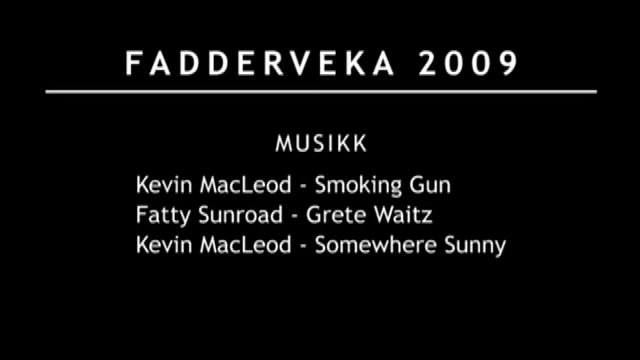 FADDERVEKA 2009
MUSIKK
Kevin MacLeod - Smoking Gun
Fatty Sunroad - Grete Waitz
Kevin MacLeod - Somewhere Sunny